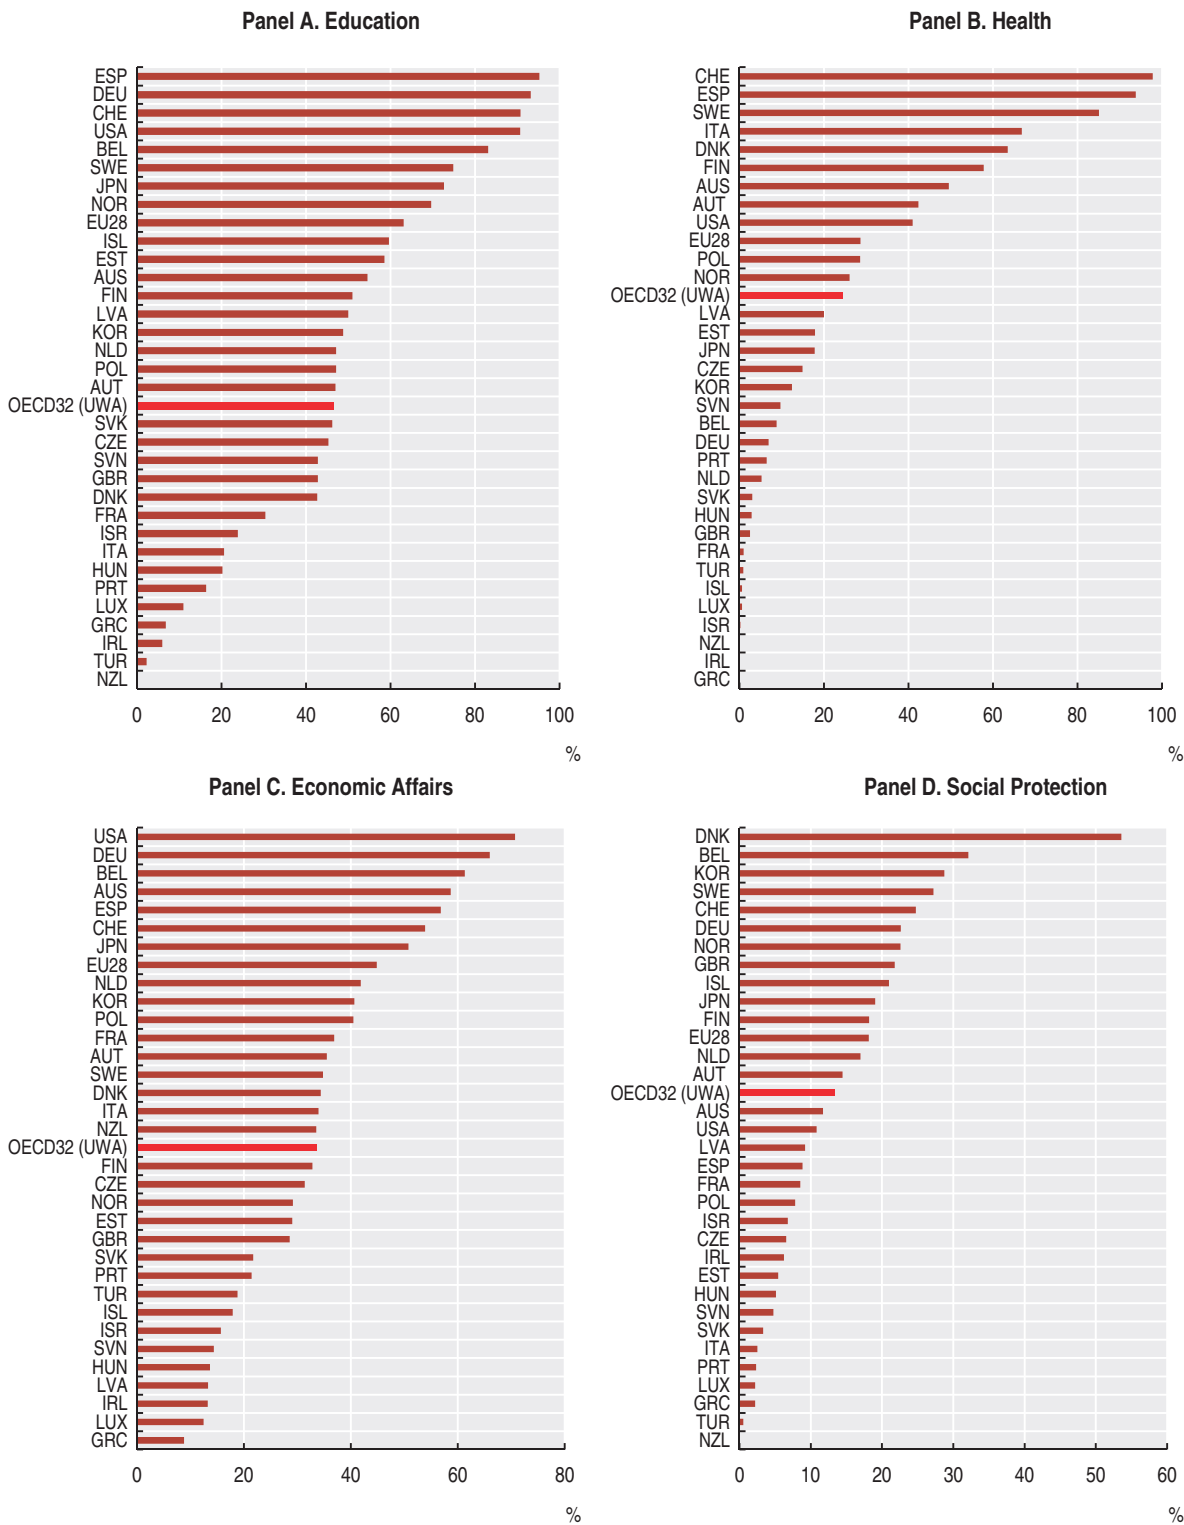 Panel A. Education
ESP
DEU
CHE
USA
BEL
SWE
JPN
NOR
EU28
ISL
EST
AUS
FIN
LVA
KOR
NLD
POL
AUT
OECD32 (UWA)
SVK
CZE
SVN
GBR
DNK
FRA
ISR
ITA
HUN
PRT
LUX
GRC
IRL
TUR
NZL
0 20 40 60 80 100
%
Panel B. Health
CHE
ESP
SWE
ITA
DNK
FIN
AUS
AUT
USA
EU28
POL
NOR
OECD32 (UWA)
LVA
EST
JPN
CZE
KOR
SVN
BEL
DEU
PRT
NLD
SVK
HUN
GBR
FRA
TUR
ISL
LUX
ISR
NZL
IRL
GRC
0 20 40 60 80 100
%
Panel C. Economic Affairs
USA
DEU
BEL
AUS
ESP
CHE
JPN
EU28
NLD
KOR
POL
FRA
AUT
SWE
DNK
ITA
NZL
OECD32 (UWA)
FIN
CZE
NOR
EST
GBR
SVK
PRT
TUR
ISL
ISR
SVN
HUN
LVA
IRL
LUX
GRC
0 20 40 60 80
%
Panel D. Social Protection
DNK
BEL
KOR
SWE
CHE
DEU
NOR
GBR
ISL
JPN
FIN
EU28
NLD
AUT
OECD32 (UWA)
AUS
USA
LVA
ESP
FRA
POL
ISR
CZE
IRL
EST
HUN
SVN
SVK
ITA
PRT
LUX
GRC
TUR
NZL
0 10 20 30 40 50 60
%